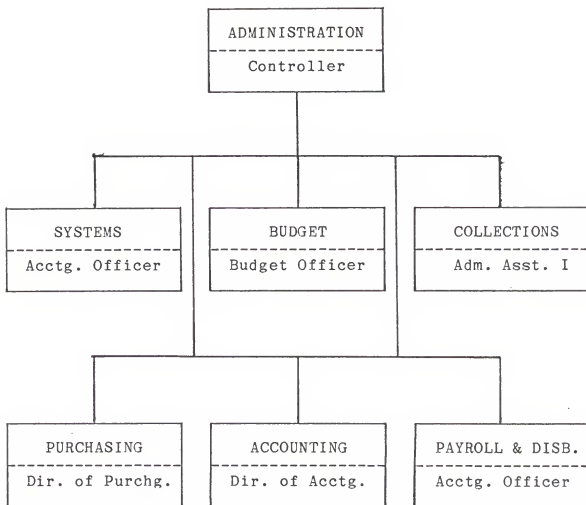 ADMINISTRATION
Controller
SYSTEMS
Acctg. Officer
BUDGET
Budget Officer
COLLECTIONS
Adm. Asst. I
PURCHASING
Dir. of Purchg.
ACCOUNTING
Dir. of Acctg.
PAYROLL & DISB.
Acctg. Officer